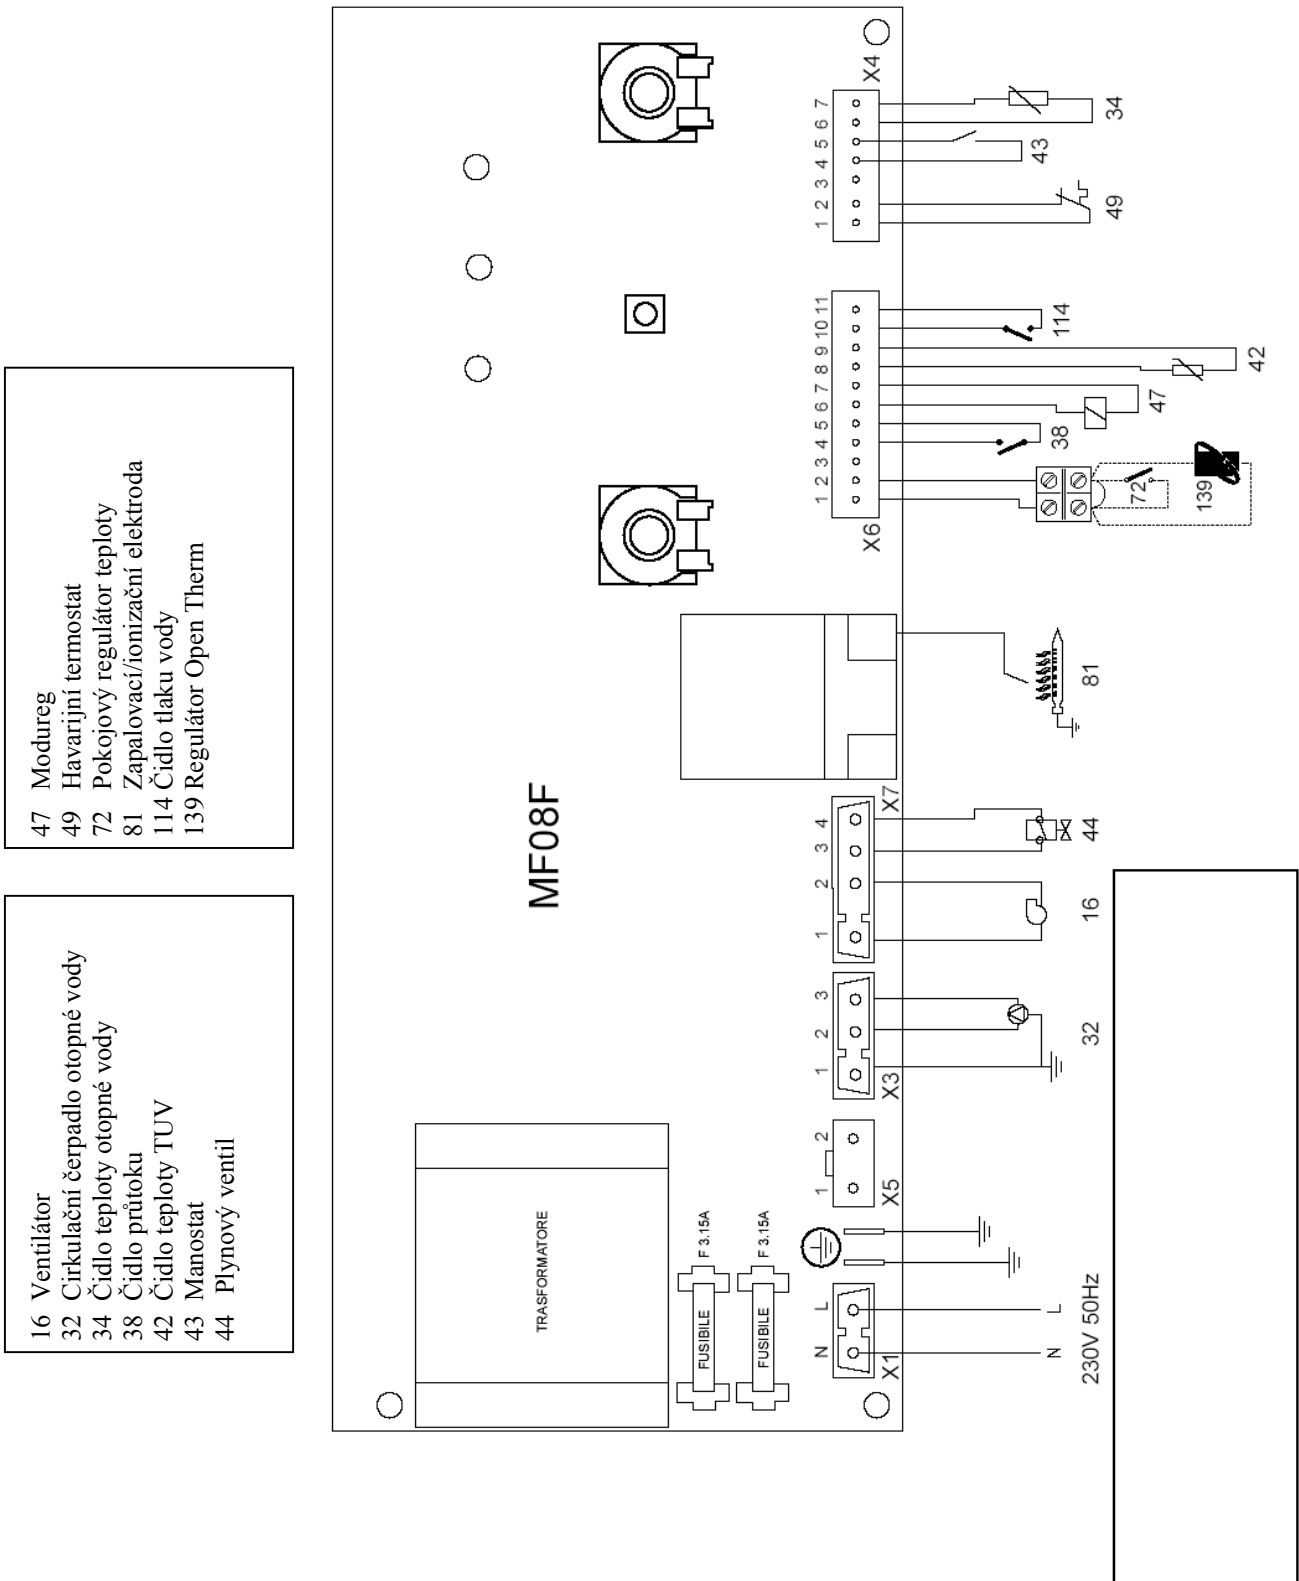 16 Ventilátor
32 Cirkulační čerpadlo otopné vody
34 Čidlo teploty otopné vody
38 Čidlo průtoku
42 Čidlo teploty TUV
43 Manostat
44 Plynový ventil
47 Modureg
49 Havarijní termostat
72 Pokojový regulátor teploty
81 Zapalovací/ionizační elektroda
114 Čidlo tlaku vody
139 Regulátor Open Therm
MF08F
TRASFORMATORE
FUSIBILE F 3.15A
FUSIBILE F 3.15A
N L
X1
1 2
X5
1 2 3
X3
1 2 3 4
X7
1 2 3 4 5 6 7 8 9 10 11
X6
1 2 3 4 5 6 7
X4
N L
230V 50Hz
32
16
44
81
72
139
38
47
42
114
49
43
34